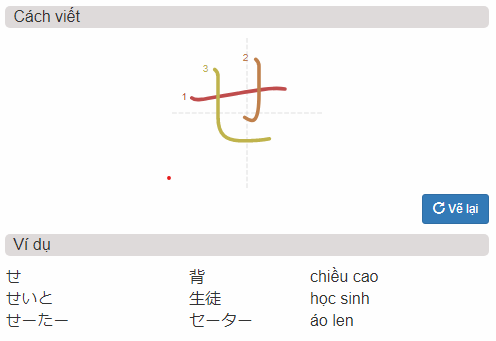 Cách viết
3
2
1
せ
Vẽ lại
Ví dụ
せ 背 chiều cao
せいと 生徒 học sinh
せーたー セーター áo len